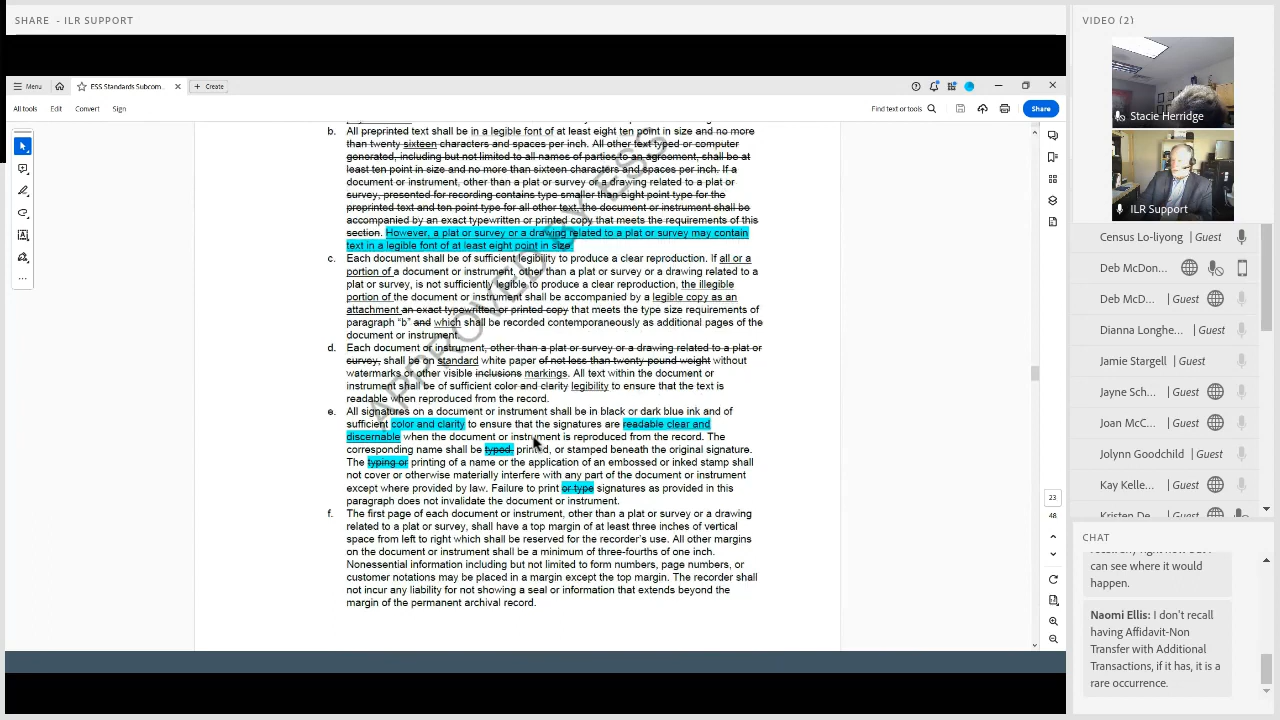 SHARE - ILR SUPPORT
VIDEO (2)
Menu
ESS Standards Subcom...
Create
All tools
Edit
Convert
Sign
Find text or tools
Share
b. All preprinted text shall be in a legible font of at least eight ten point in size and no more
than twenty sixteen characters and spaces per inch. All other text typed or computer
generated, including but not limited to all names of parties to an agreement, shall be at
least ten point in size and no more than sixteen characters and spaces per inch. If a
document or instrument, other than a plat or survey or a drawing related to a plat or
survey, presented for recording contains type smaller than eight point type for the
preprinted text and ten point type for all other text, the document or instrument shall be
accompanied by an exact typewritten or printed copy that meets the requirements of this
section. However, a plat or survey or a drawing related to a plat or survey may contain
text in a legible font of at least eight point in size.
c. Each document shall be of sufficient legibility to produce a clear reproduction. If all or a
portion of a document or instrument, other than a plat or survey or a drawing related to a
plat or survey, is not sufficiently legible to produce a clear reproduction, the illegible
portion of the document or instrument shall be accompanied by a legible copy as an
attachment an exact typewritten or printed copy that meets the type size requirements of
paragraph “b” and which shall be recorded contemporaneously as additional pages of the
document or instrument.
d. Each document or instrument, other than a plat or survey or a drawing related to a plat or
survey, shall be on standard white paper of not less than twenty-pound weight without
watermarks or other visible inclusions markings. All text within the document or
instrument shall be of sufficient color and clarity legibility to ensure that the text is
readable when reproduced from the record.
e. All signatures on a document or instrument shall be in black or dark blue ink and of
sufficient color and clarity to ensure that the signatures are readable clear and
discernable when the document or instrument is reproduced from the record. The
corresponding name shall be typed, printed, or stamped beneath the original signature.
The typing or printing of a name or the application of an embossed or inked stamp shall
not cover or otherwise materially interfere with any part of the document or instrument
except where provided by law. Failure to print or type signatures as provided in this
paragraph does not invalidate the document or instrument.
f. The first page of each document or instrument, other than a plat or survey or a drawing
related to a plat or survey, shall have a top margin of at least three inches of vertical
space from left to right which shall be reserved for the recorder's use. All other margins
on the document or instrument shall be a minimum of three-fourths of one inch.
Nonessential information including but not limited to form numbers, page numbers, or
customer notations may be placed in a margin except the top margin. The recorder shall
not incur any liability for not showing a seal or information that extends beyond the
margin of the permanent archival record.
APPROVED BY ESS
23
48
Stacie Herridge
ILR Support
Census Lo-liyong | Guest
Deb McDon...
Deb McD... | Guest
Dianna Longhe... | Guest
Jamie Stargell | Guest
Jayne Sch... | Guest
Joan McC... | Guest
Jolynn Goodchild | Guest
Kay Kelle... | Guest
Kristen De... | Guest
CHAT
can see where it would
happen.
Naomi Ellis: I don't recall
having Affidavit-Non
Transfer with Additional
Transactions, if it has, it is a
rare occurrence.